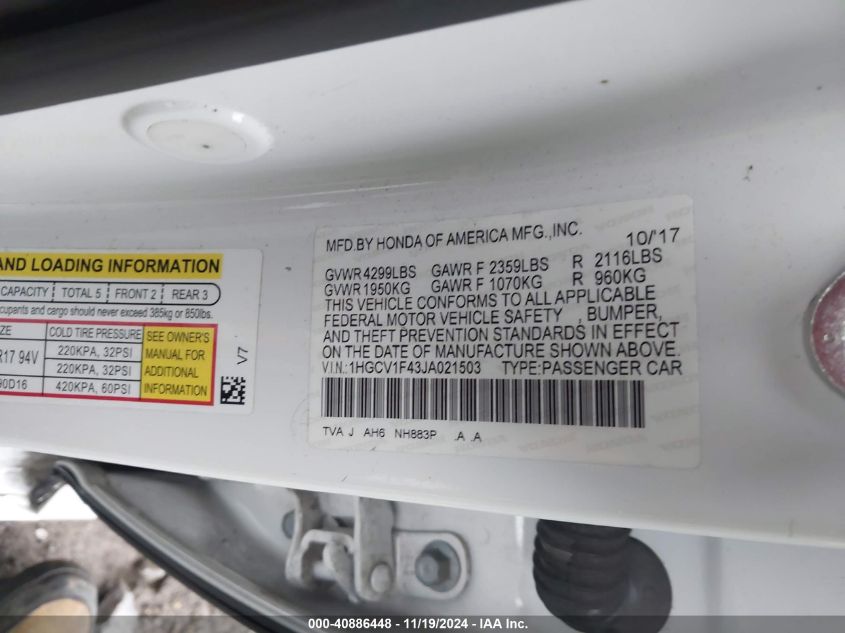 MFD.BY HONDA OF AMERICA MFG.,INC. 10/'17
GVWR 4299LBS GAWR F 2359LBS R 2116LBS
GVWR 1950KG GAWR F 1070KG R 960KG
THIS VEHICLE CONFORMS TO ALL APPLICABLE
FEDERAL MOTOR VEHICLE SAFETY , BUMPER,
AND THEFT PREVENTION STANDARDS IN EFFECT
ON THE DATE OF MANUFACTURE SHOWN ABOVE.
V.I.N.:1HGCV1F43JA021503 TYPE:PASSENGER CAR
TVA J AH6 NH883P .A .A
AND LOADING INFORMATION
CAPACITY TOTAL 5 FRONT 2 REAR 3
cupants and cargo should never exceed 385kg or 850lbs.
ZE COLD TIRE PRESSURE SEE OWNER'S
R17 94V 220KPA, 32PSI MANUAL FOR
220KPA, 32PSI ADDITIONAL
90D16 420KPA, 60PSI INFORMATION
V7
000-40886448 - 11/19/2024 - IAA Inc.